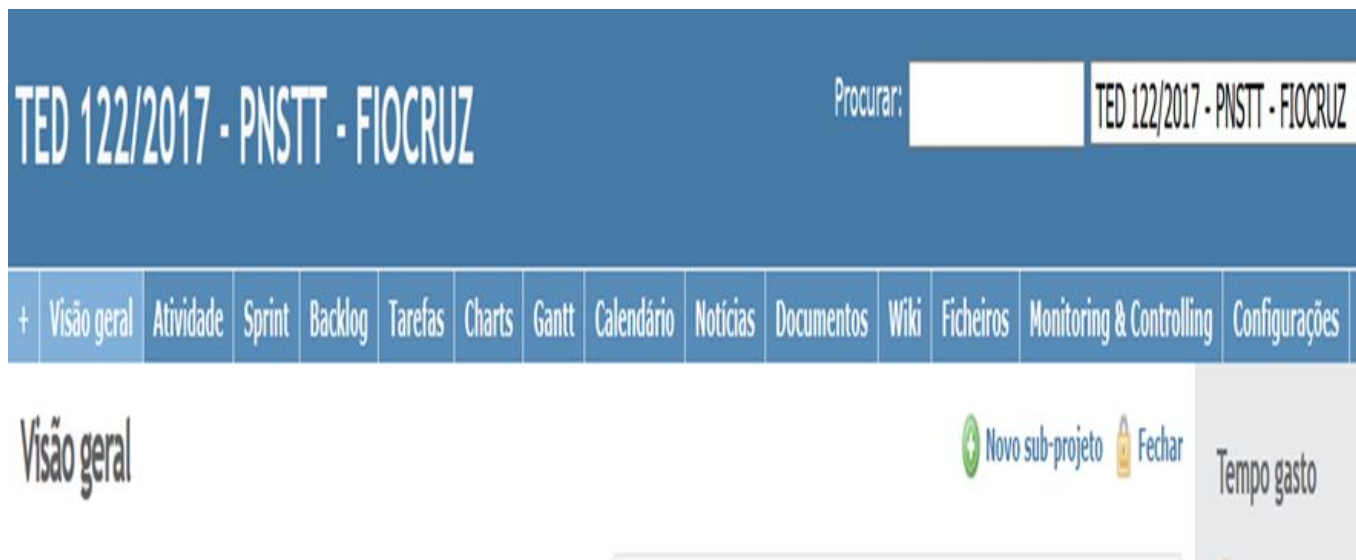 TED 122/2017 - PNSTT - FIOCRUZ
Procurar: TED 122/2017 - PNSTT - FIOCRUZ
+ Visão geral Atividade Sprint Backlog Tarefas Charts Gantt Calendário Notícias Documentos Wiki Ficheiros Monitoring & Controlling Configurações
Visão geral
Novo sub-projeto Fechar
Tempo gasto